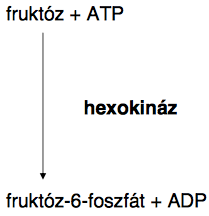 fruktóz + ATP
hexokináz
fruktóz-6-foszfát + ADP